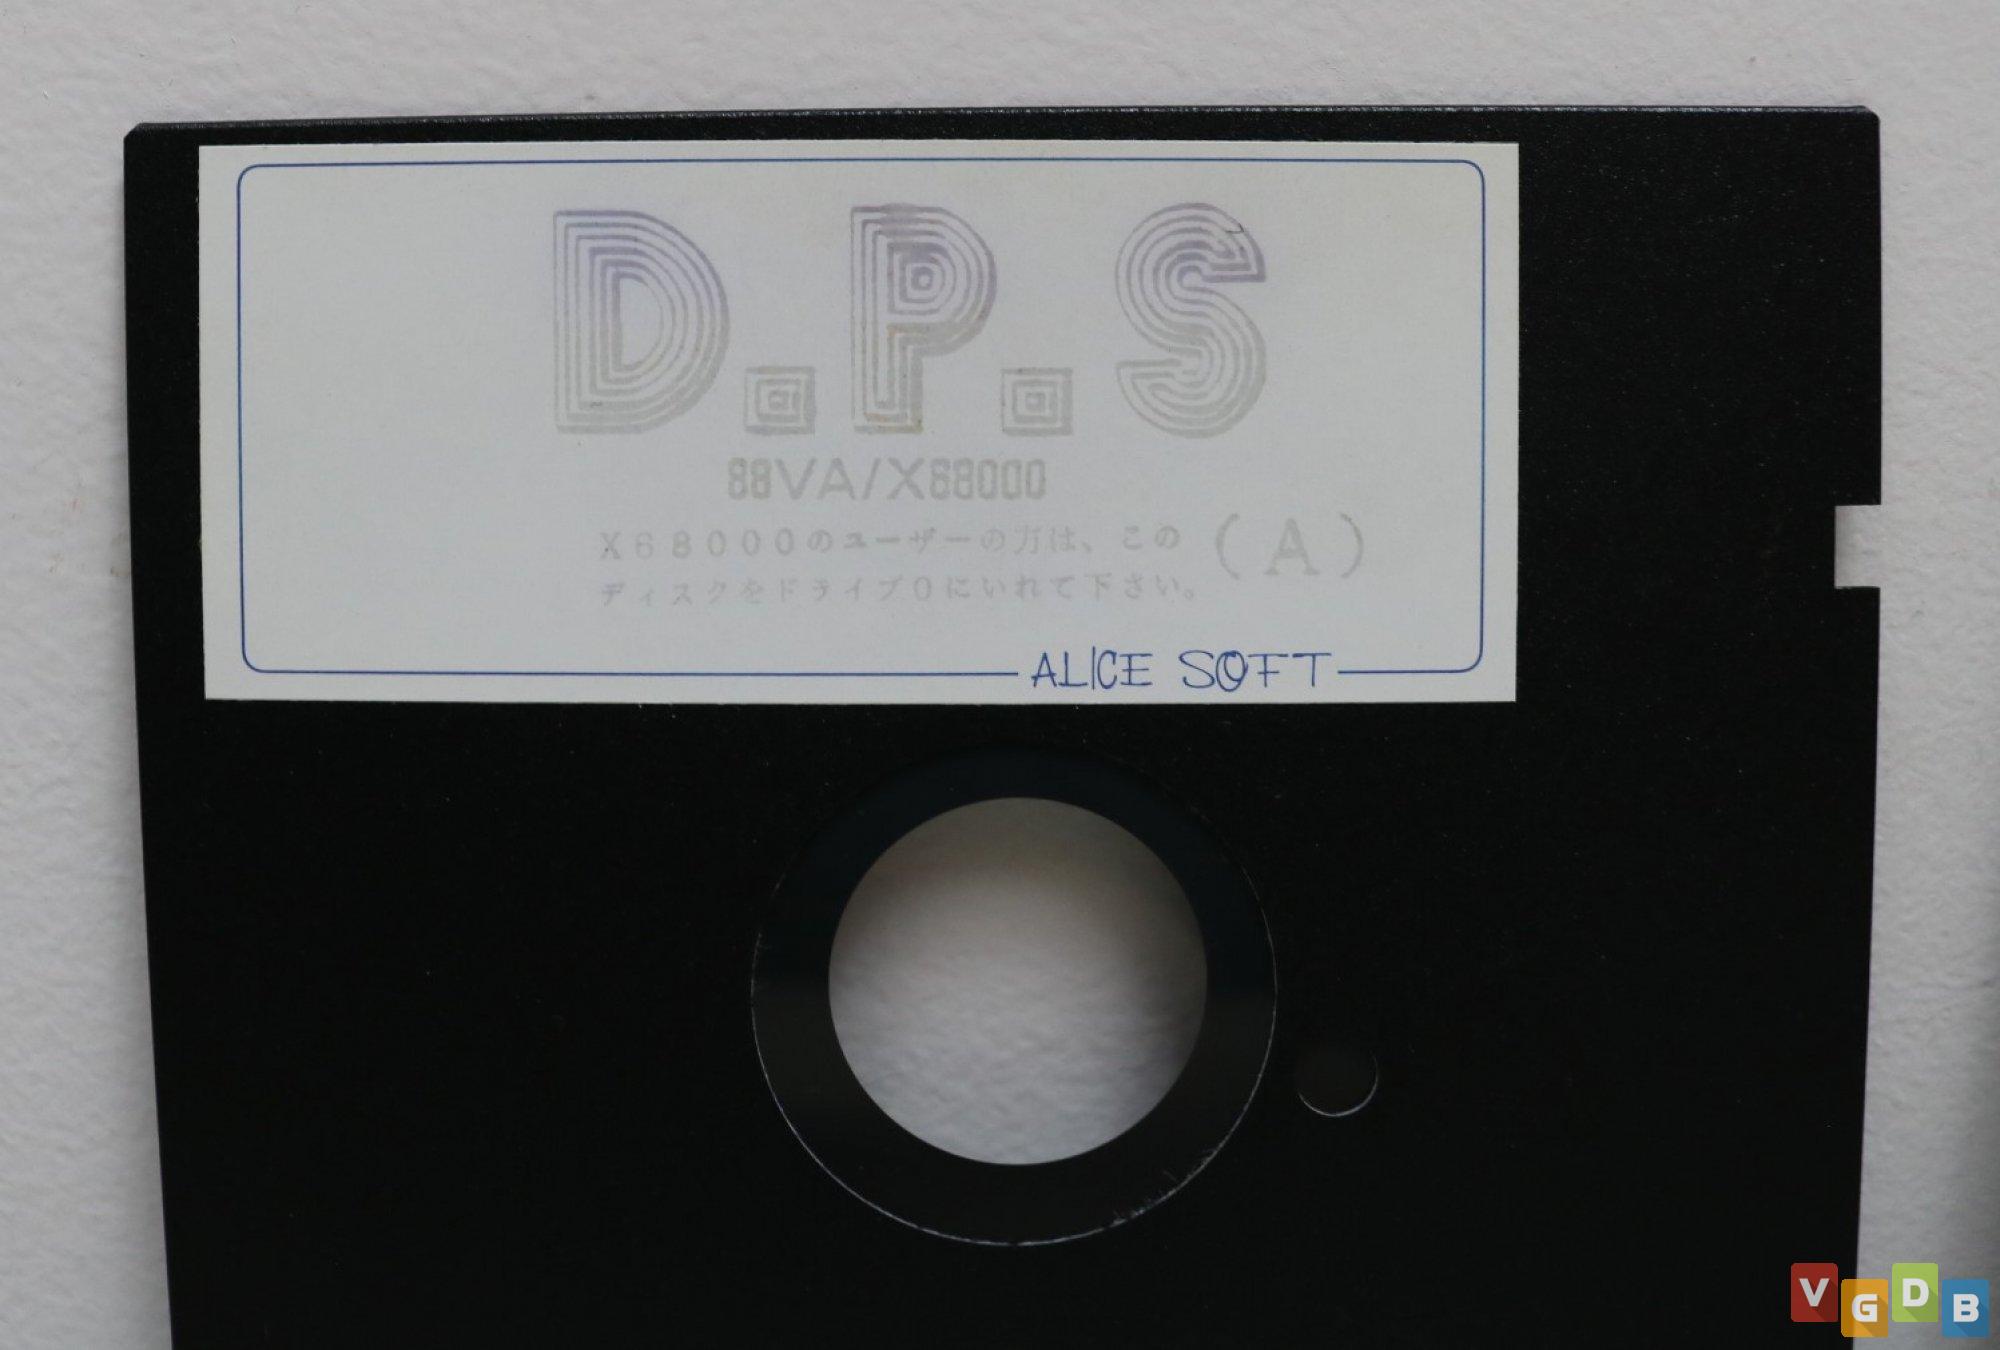 D.P.S
88VA/X68000
X68000のユーザーの方は、この
ディスクをドライブ0にいれて下さい。
(A)
ALICE SOFT
VGDB